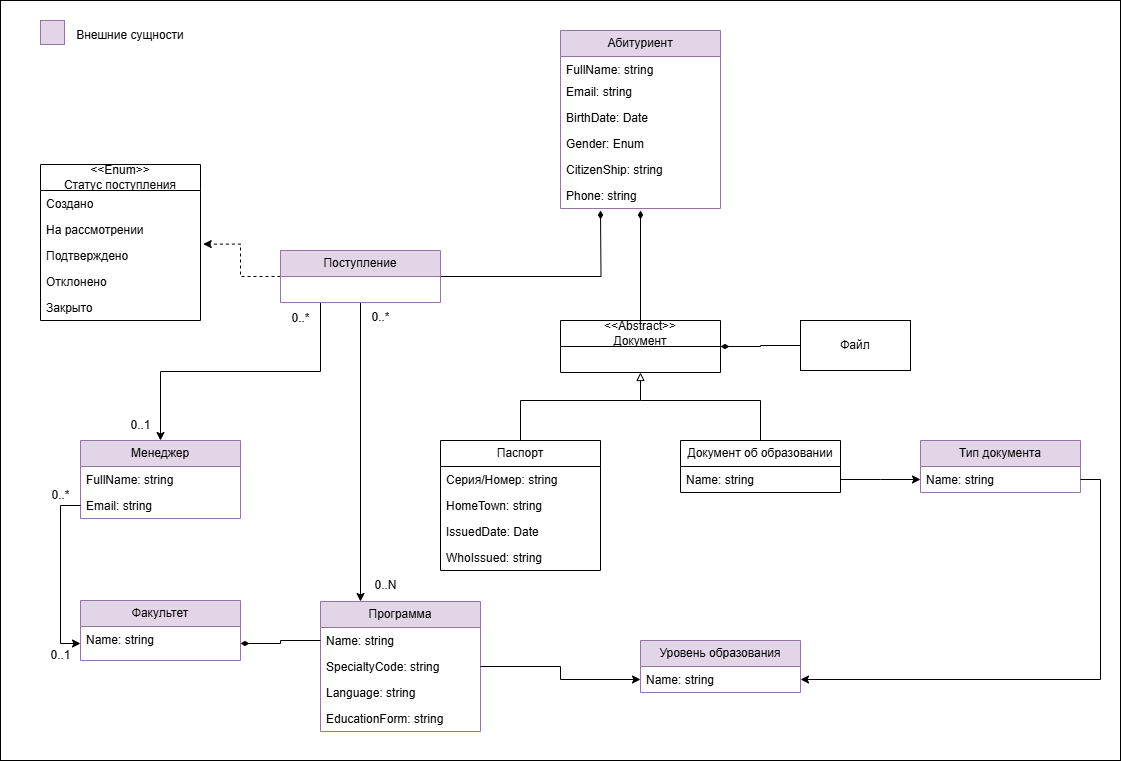 Внешние сущности
Абитуриент
FullName: string
Email: string
BirthDate: Date
Gender: Enum
CitizenShip: string
Phone: string
<<Enum>>
Статус поступления
Создано
На рассмотрении
Подтверждено
Отклонено
Закрыто
Поступление
0..*
0..*
<<Abstract>>
Документ
Файл
0..1
Менеджер
FullName: string
Email: string
Паспорт
Серия/Номер: string
HomeTown: string
IssuedDate: Date
WhoIssued: string
Документ об образовании
Name: string
Тип документа
Name: string
0..*
0..1
Факультет
Name: string
0..N
Программа
Name: string
SpecialtyCode: string
Language: string
EducationForm: string
Уровень образования
Name: string